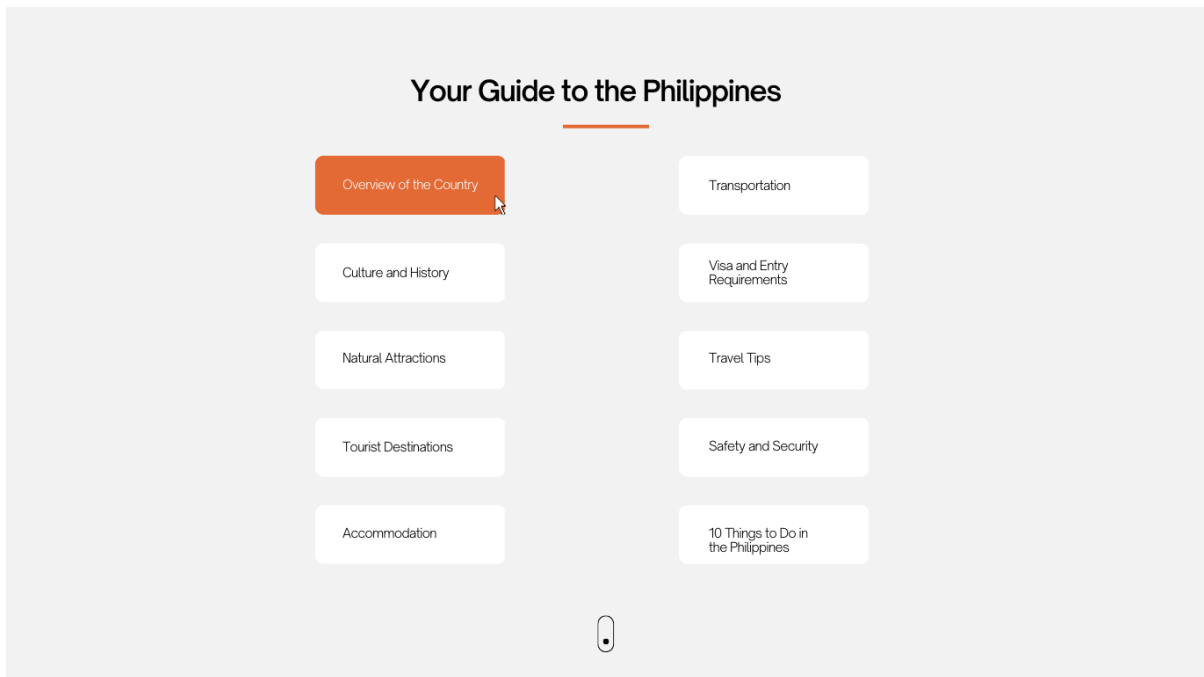 Your Guide to the Philippines
Overview of the Country
Culture and History
Natural Attractions
Tourist Destinations
Accommodation
Transportation
Visa and Entry
Requirements
Travel Tips
Safety and Security
10 Things to Do in
the Philippines